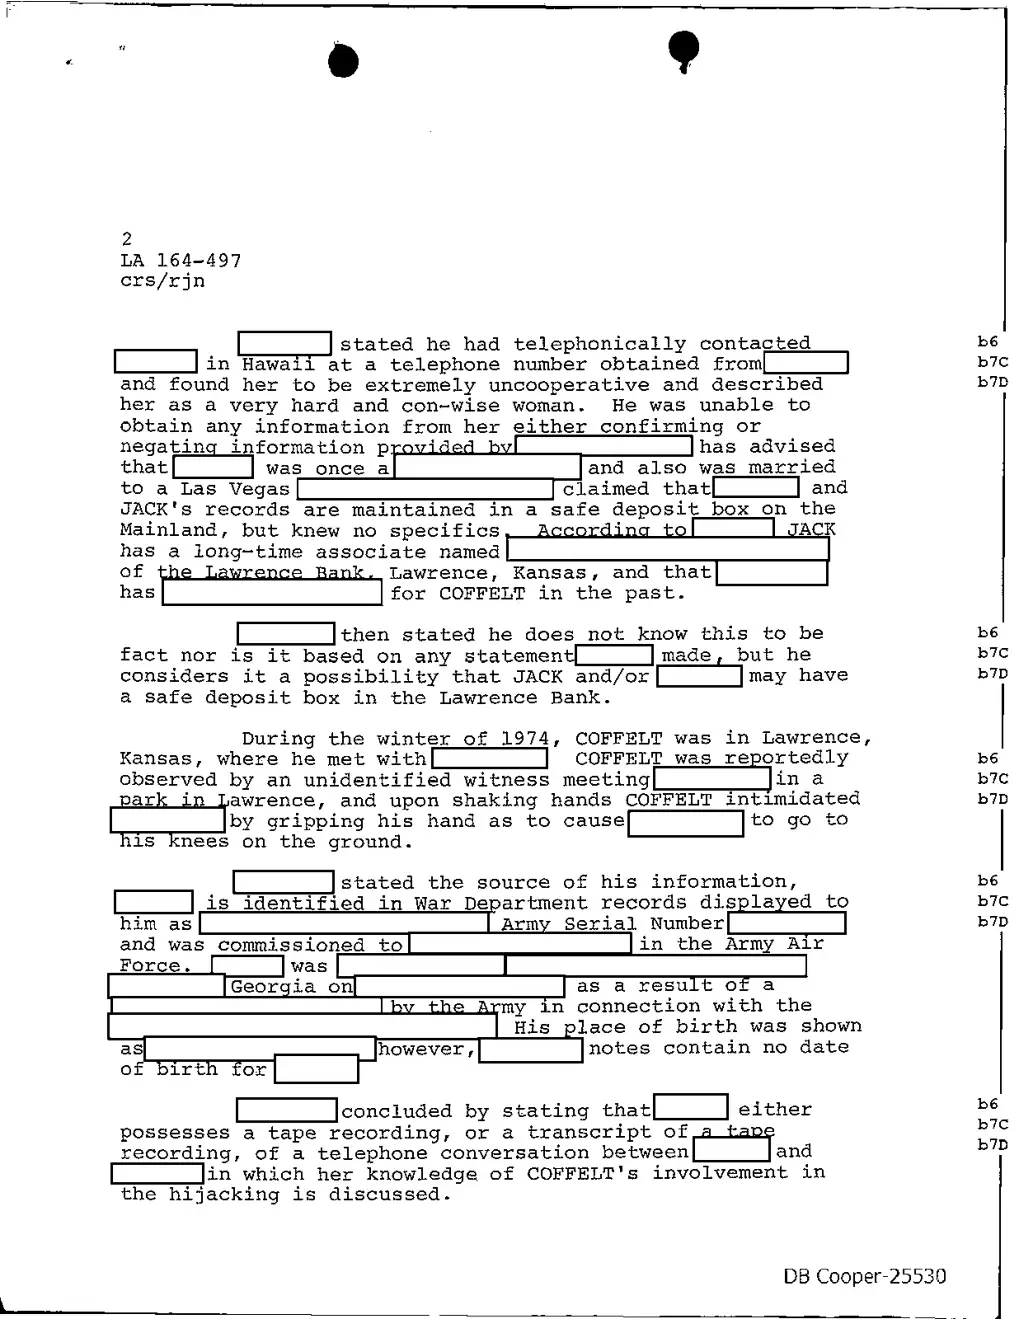 2
LA 164-497
crs/rjn
stated he had telephonically contacted b6
in Hawaii at a telephone number obtained from b7C
and found her to be extremely uncooperative and described b7D
her as a very hard and con-wise woman. He was unable to
obtain any information from her either confirming or
negating information provided by has advised
that was once a and also was married
to a Las Vegas claimed that and
JACK's records are maintained in a safe deposit box on the
Mainland, but knew no specifics. According to JACK
has a long-time associate named
of the Lawrence Bank, Lawrence, Kansas, and that
has for COFFELT in the past.
then stated he does not know this to be b6
fact nor is it based on any statement made, but he b7C
considers it a possibility that JACK and/or may have b7D
a safe deposit box in the Lawrence Bank.
During the winter of 1974, COFFELT was in Lawrence,
Kansas, where he met with COFFELT was reportedly b6
observed by an unidentified witness meeting in a b7C
park in Lawrence, and upon shaking hands COFFELT intimidated b7D
by gripping his hand as to cause to go to
his knees on the ground.
stated the source of his information, b6
is identified in War Department records displayed to b7C
him as Army Serial Number b7D
and was commissioned to in the Army Air
Force. was
Georgia on as a result of a
by the Army in connection with the
His place of birth was shown
as however, notes contain no date
of birth for
concluded by stating that either b6
possesses a tape recording, or a transcript of a tape b7C
recording, of a telephone conversation between and b7D
in which her knowledge of COFFELT's involvement in
the hijacking is discussed.
DB Cooper-25530